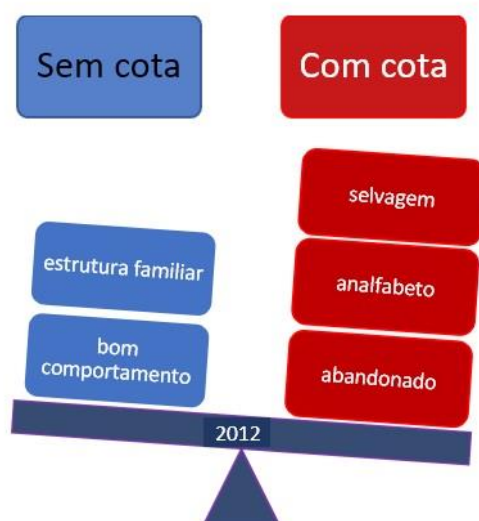 Sem cota
Com cota
selvagem
estrutura familiar
analfabeto
bom
comportamento
abandonado
2012